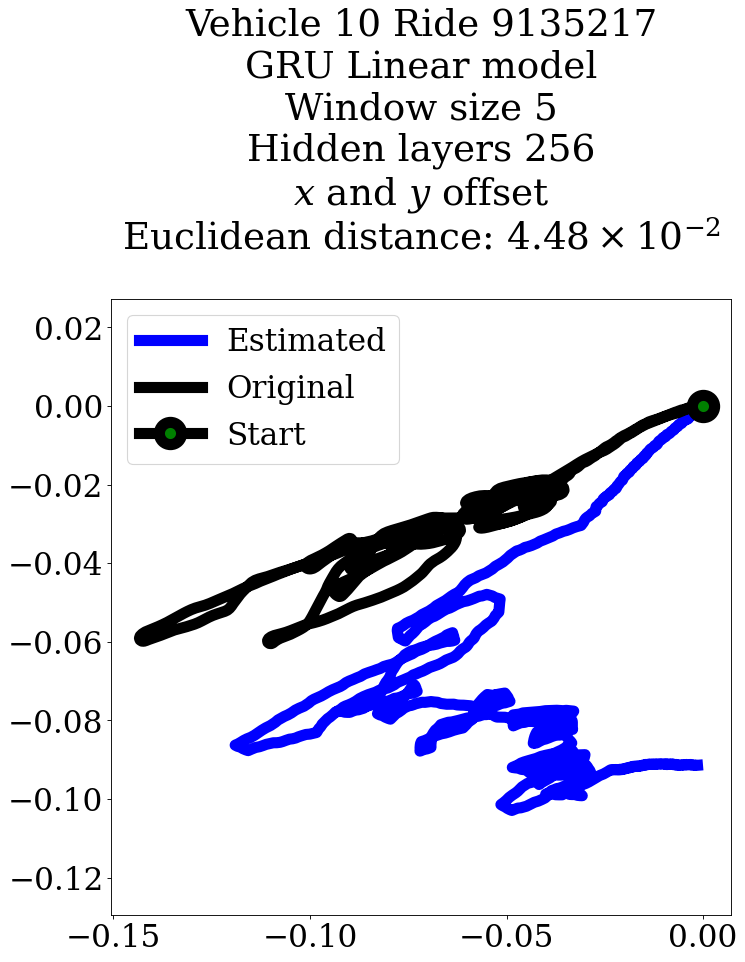 Vehicle 10 Ride 9135217
GRU Linear model
Window size 5
Hidden layers 256
x and y offset
Euclidean distance: 4.48 × 10⁻²
Estimated
Original
Start
0.02
0.00
−0.02
−0.04
−0.06
−0.08
−0.10
−0.12
−0.15 −0.10 −0.05 0.00